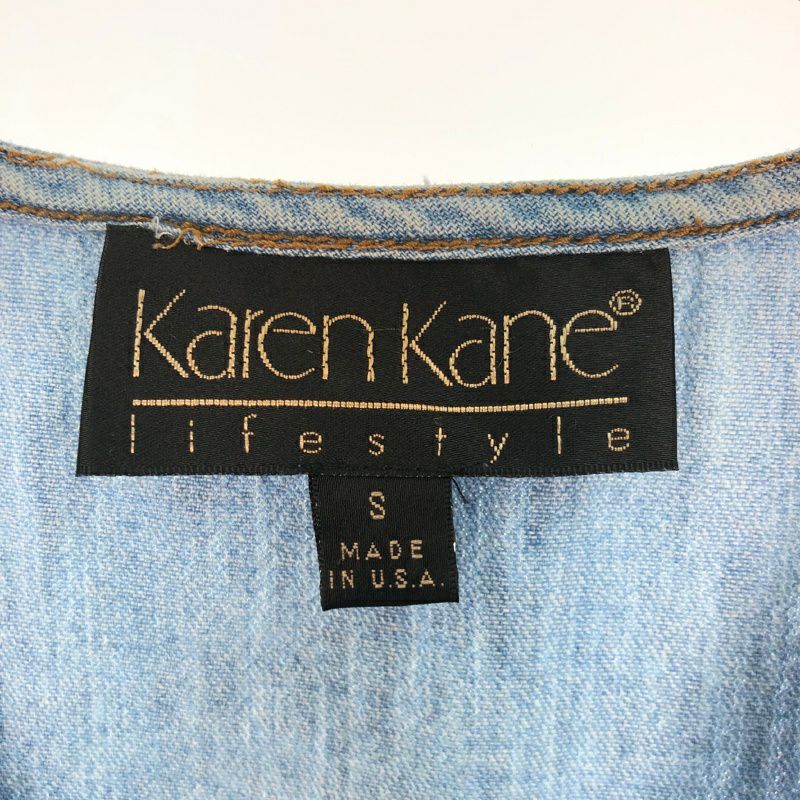 Karen Kane®
lifestyle
S
MADE
IN U.S.A.